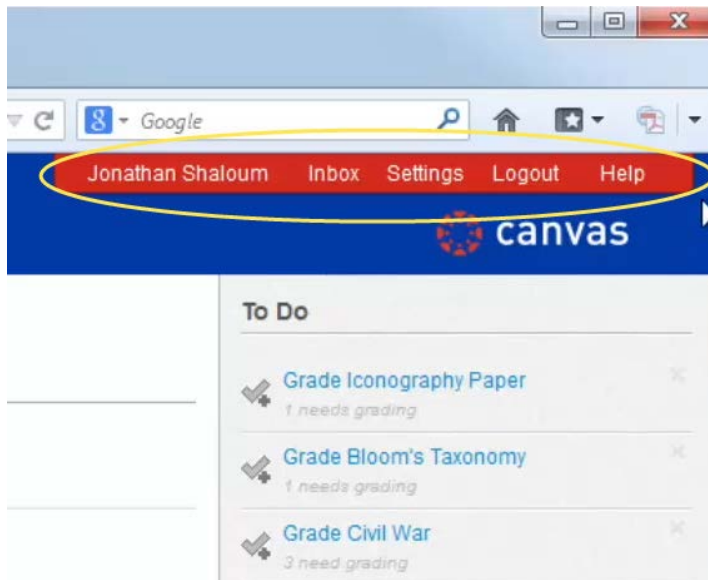 8 Google
Jonathan Shaloum Inbox Settings Logout Help
canvas
To Do
Grade Iconography Paper
1 needs grading
Grade Bloom's Taxonomy
1 needs grading
Grade Civil War
3 need grading